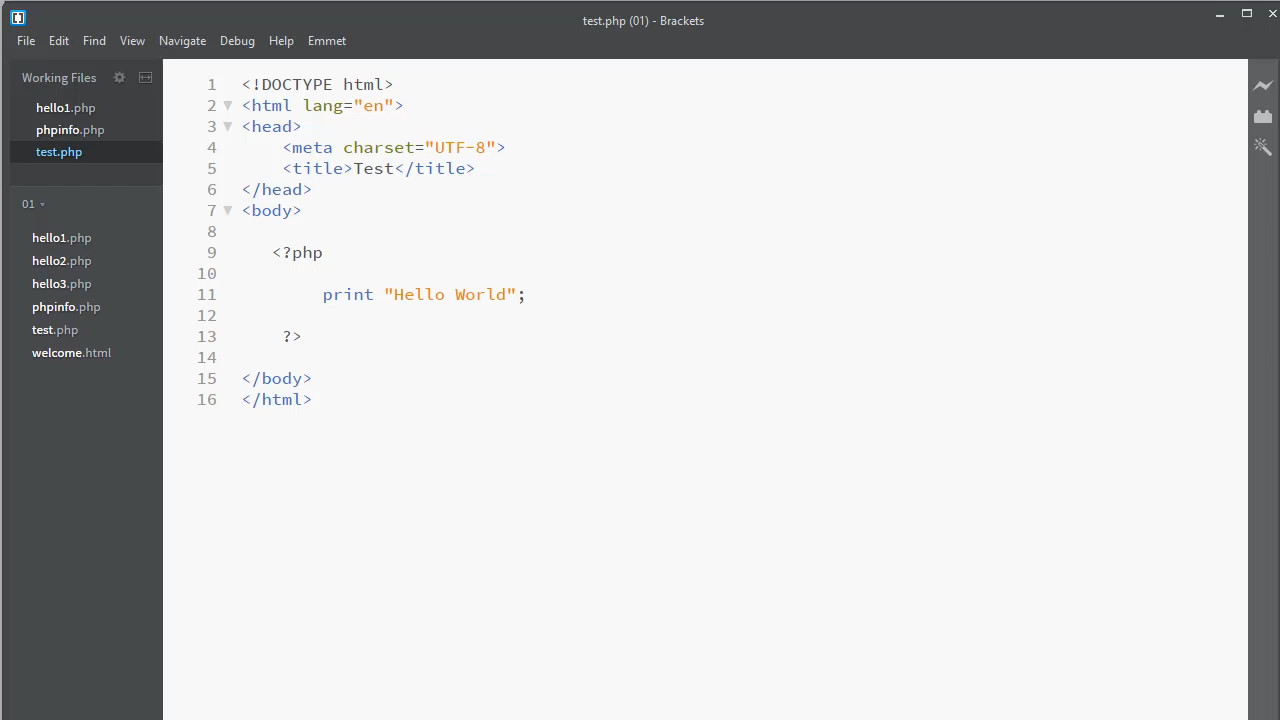 test.php (01) - Brackets
File Edit Find View Navigate Debug Help Emmet
Working Files
hello1.php
phpinfo.php
test.php
01
hello1.php
hello2.php
hello3.php
phpinfo.php
test.php
welcome.html
1 <!DOCTYPE html>
2 <html lang="en">
3 <head>
4     <meta charset="UTF-8">
5     <title>Test</title>
6 </head>
7 <body>
8
9    <?php
10
11         print "Hello World";
12
13     ?>
14
15 </body>
16 </html>